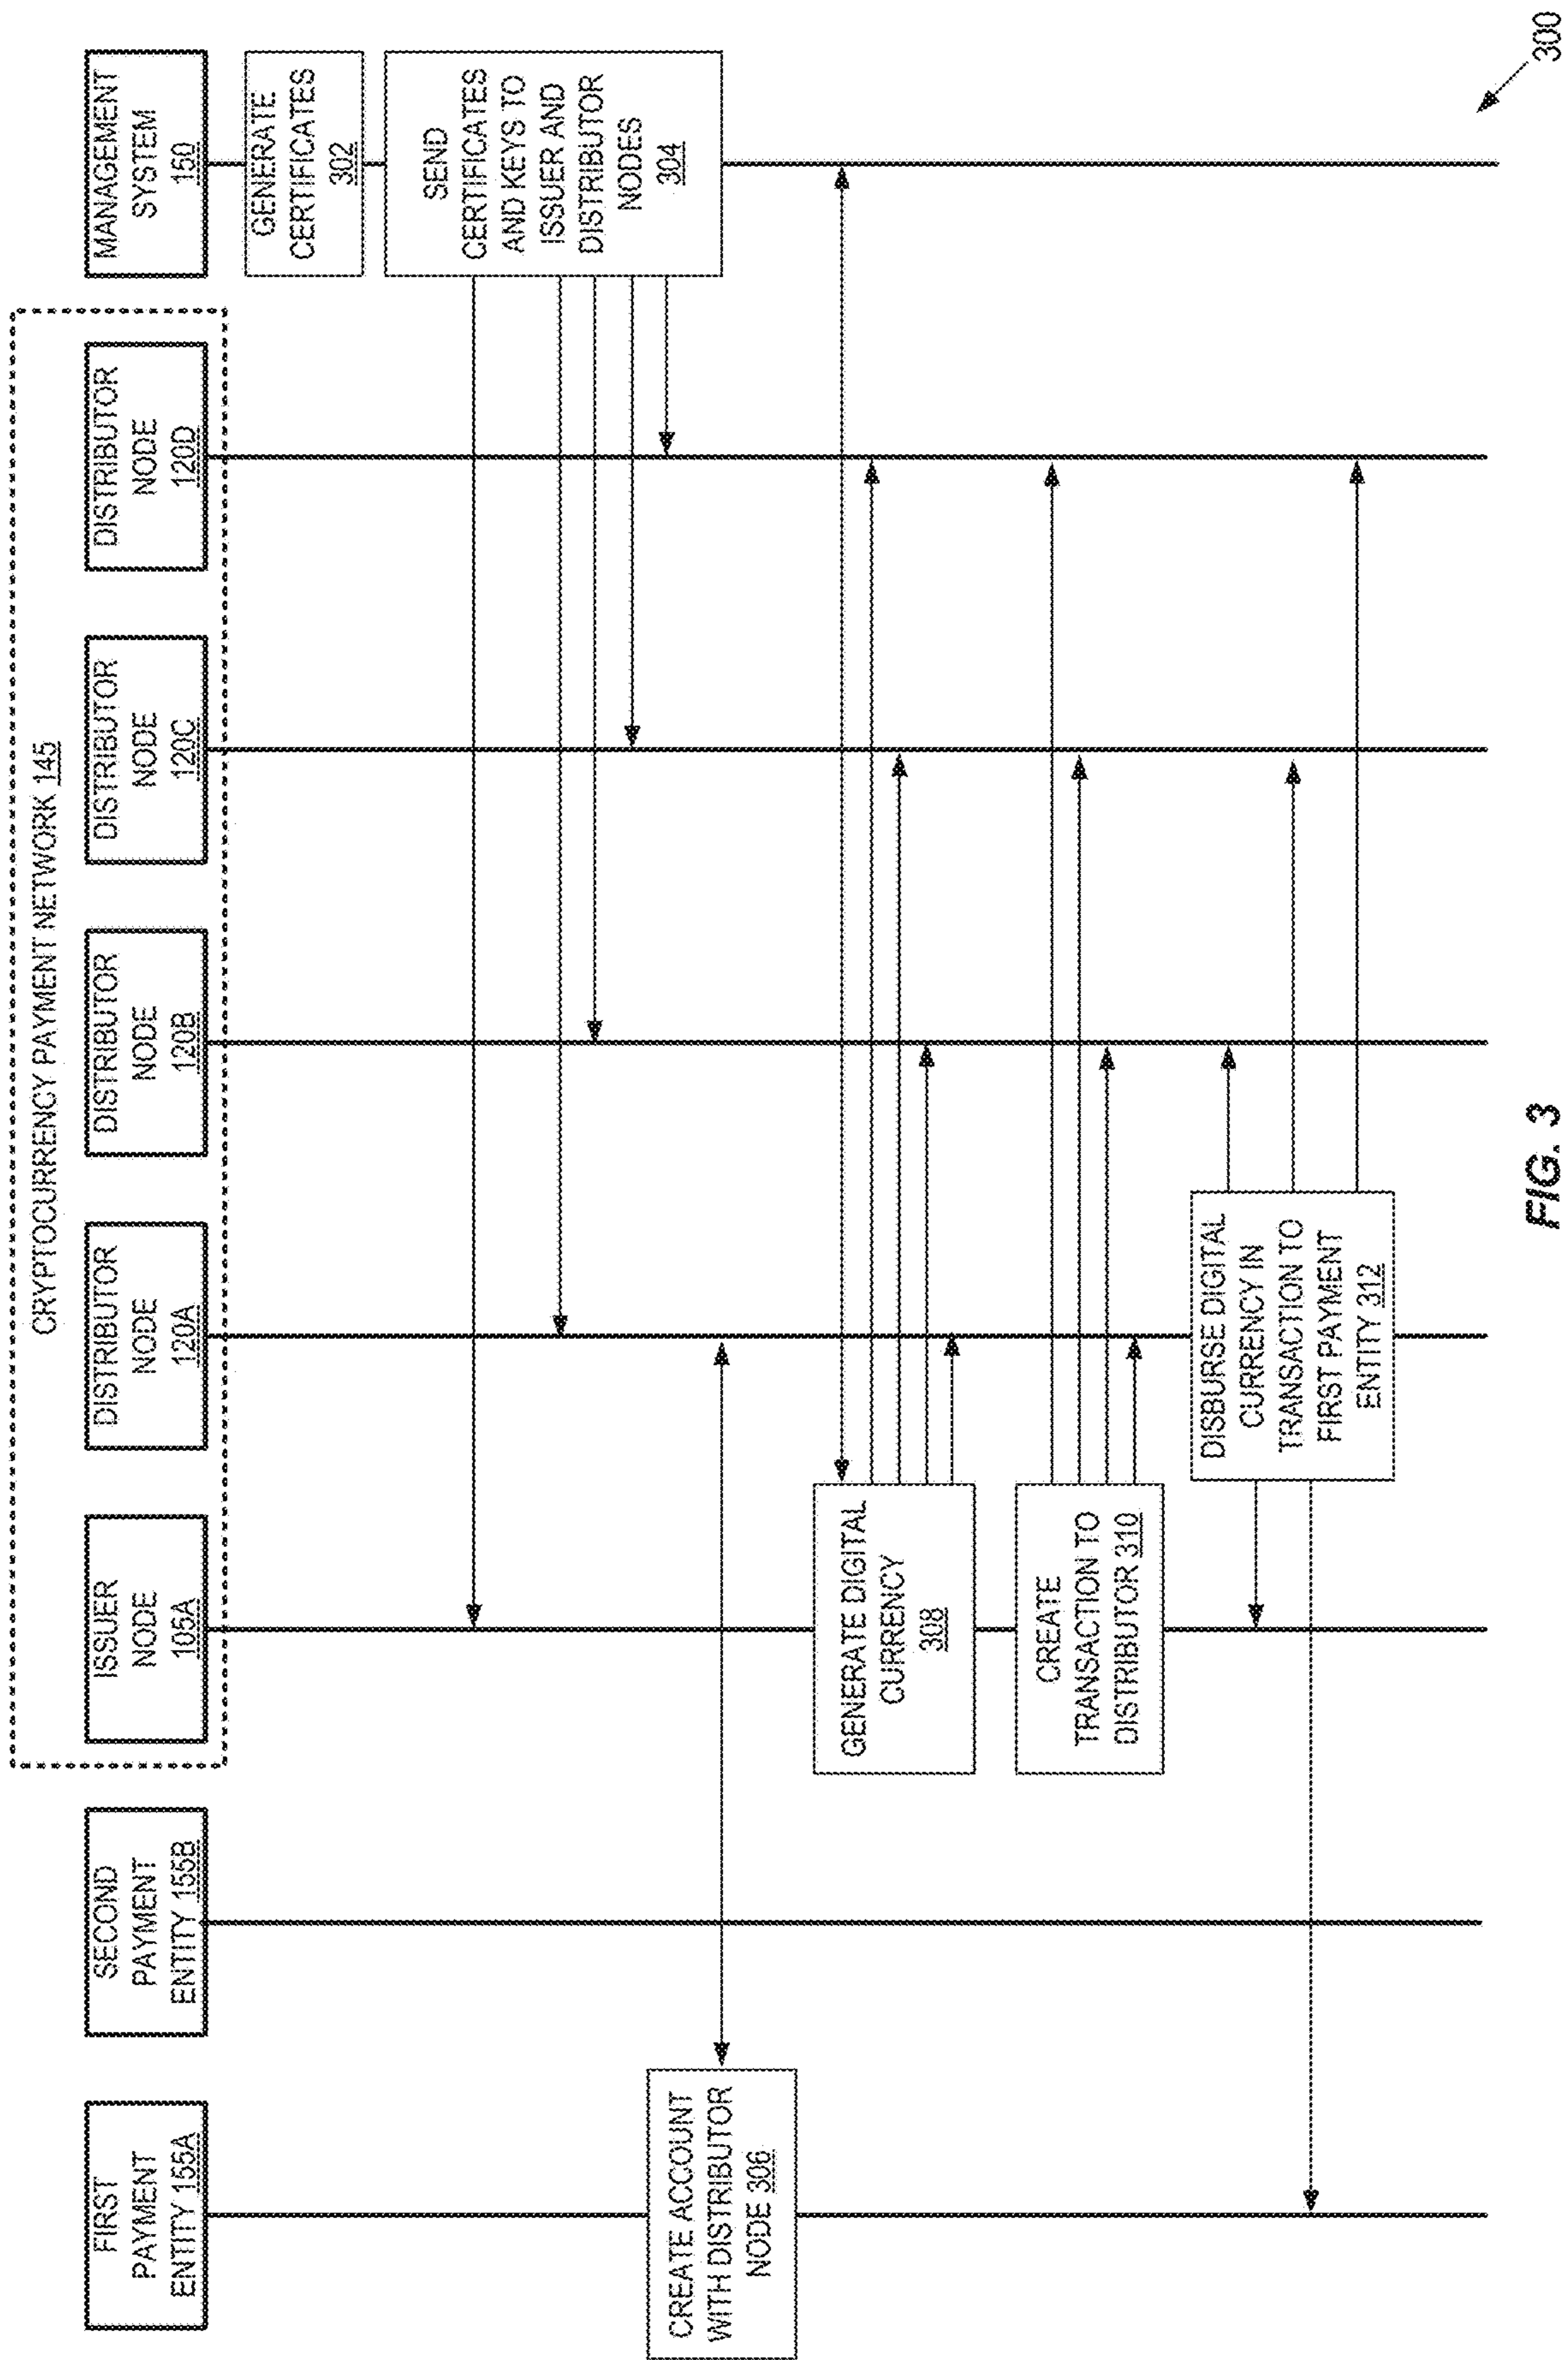 CRYPTOCURRENCY PAYMENT NETWORK 145
FIRST
PAYMENT
ENTITY 155A
SECOND
PAYMENT
ENTITY 155B
ISSUER
NODE
105A
DISTRIBUTOR
NODE
120A
DISTRIBUTOR
NODE
120B
DISTRIBUTOR
NODE
120C
DISTRIBUTOR
NODE
120D
MANAGEMENT
SYSTEM
150
GENERATE
CERTIFICATES
302
SEND
CERTIFICATES
AND KEYS TO
ISSUER AND
DISTRIBUTOR
NODES
304
CREATE ACCOUNT
WITH DISTRIBUTOR
NODE 306
GENERATE DIGITAL
CURRENCY
308
CREATE
TRANSACTION TO
DISTRIBUTOR 310
DISBURSE DIGITAL
CURRENCY IN
TRANSACTION TO
FIRST PAYMENT
ENTITY 312
300
FIG. 3